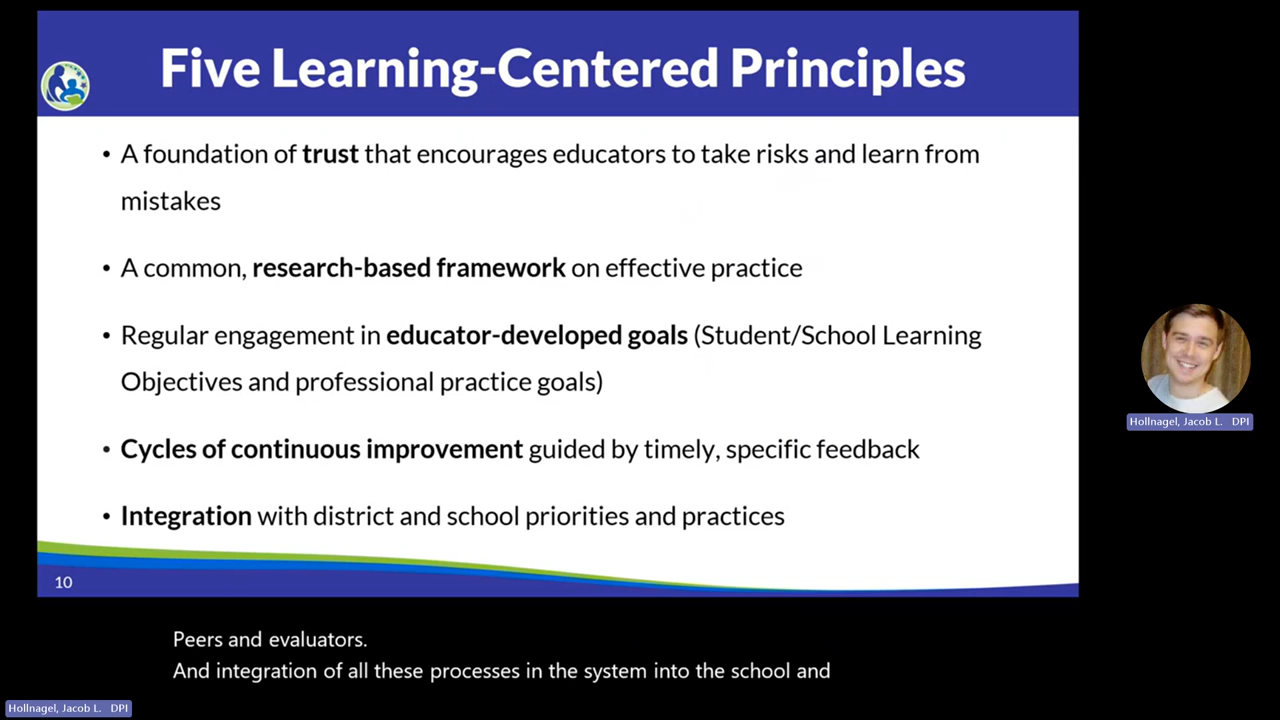 Five Learning-Centered Principles
• A foundation of trust that encourages educators to take risks and learn from
mistakes
• A common, research-based framework on effective practice
• Regular engagement in educator-developed goals (Student/School Learning
Objectives and professional practice goals)
• Cycles of continuous improvement guided by timely, specific feedback
• Integration with district and school priorities and practices
10
Hollnagel, Jacob L. DPI
Peers and evaluators.
And integration of all these processes in the system into the school and
Hollnagel, Jacob L. DPI